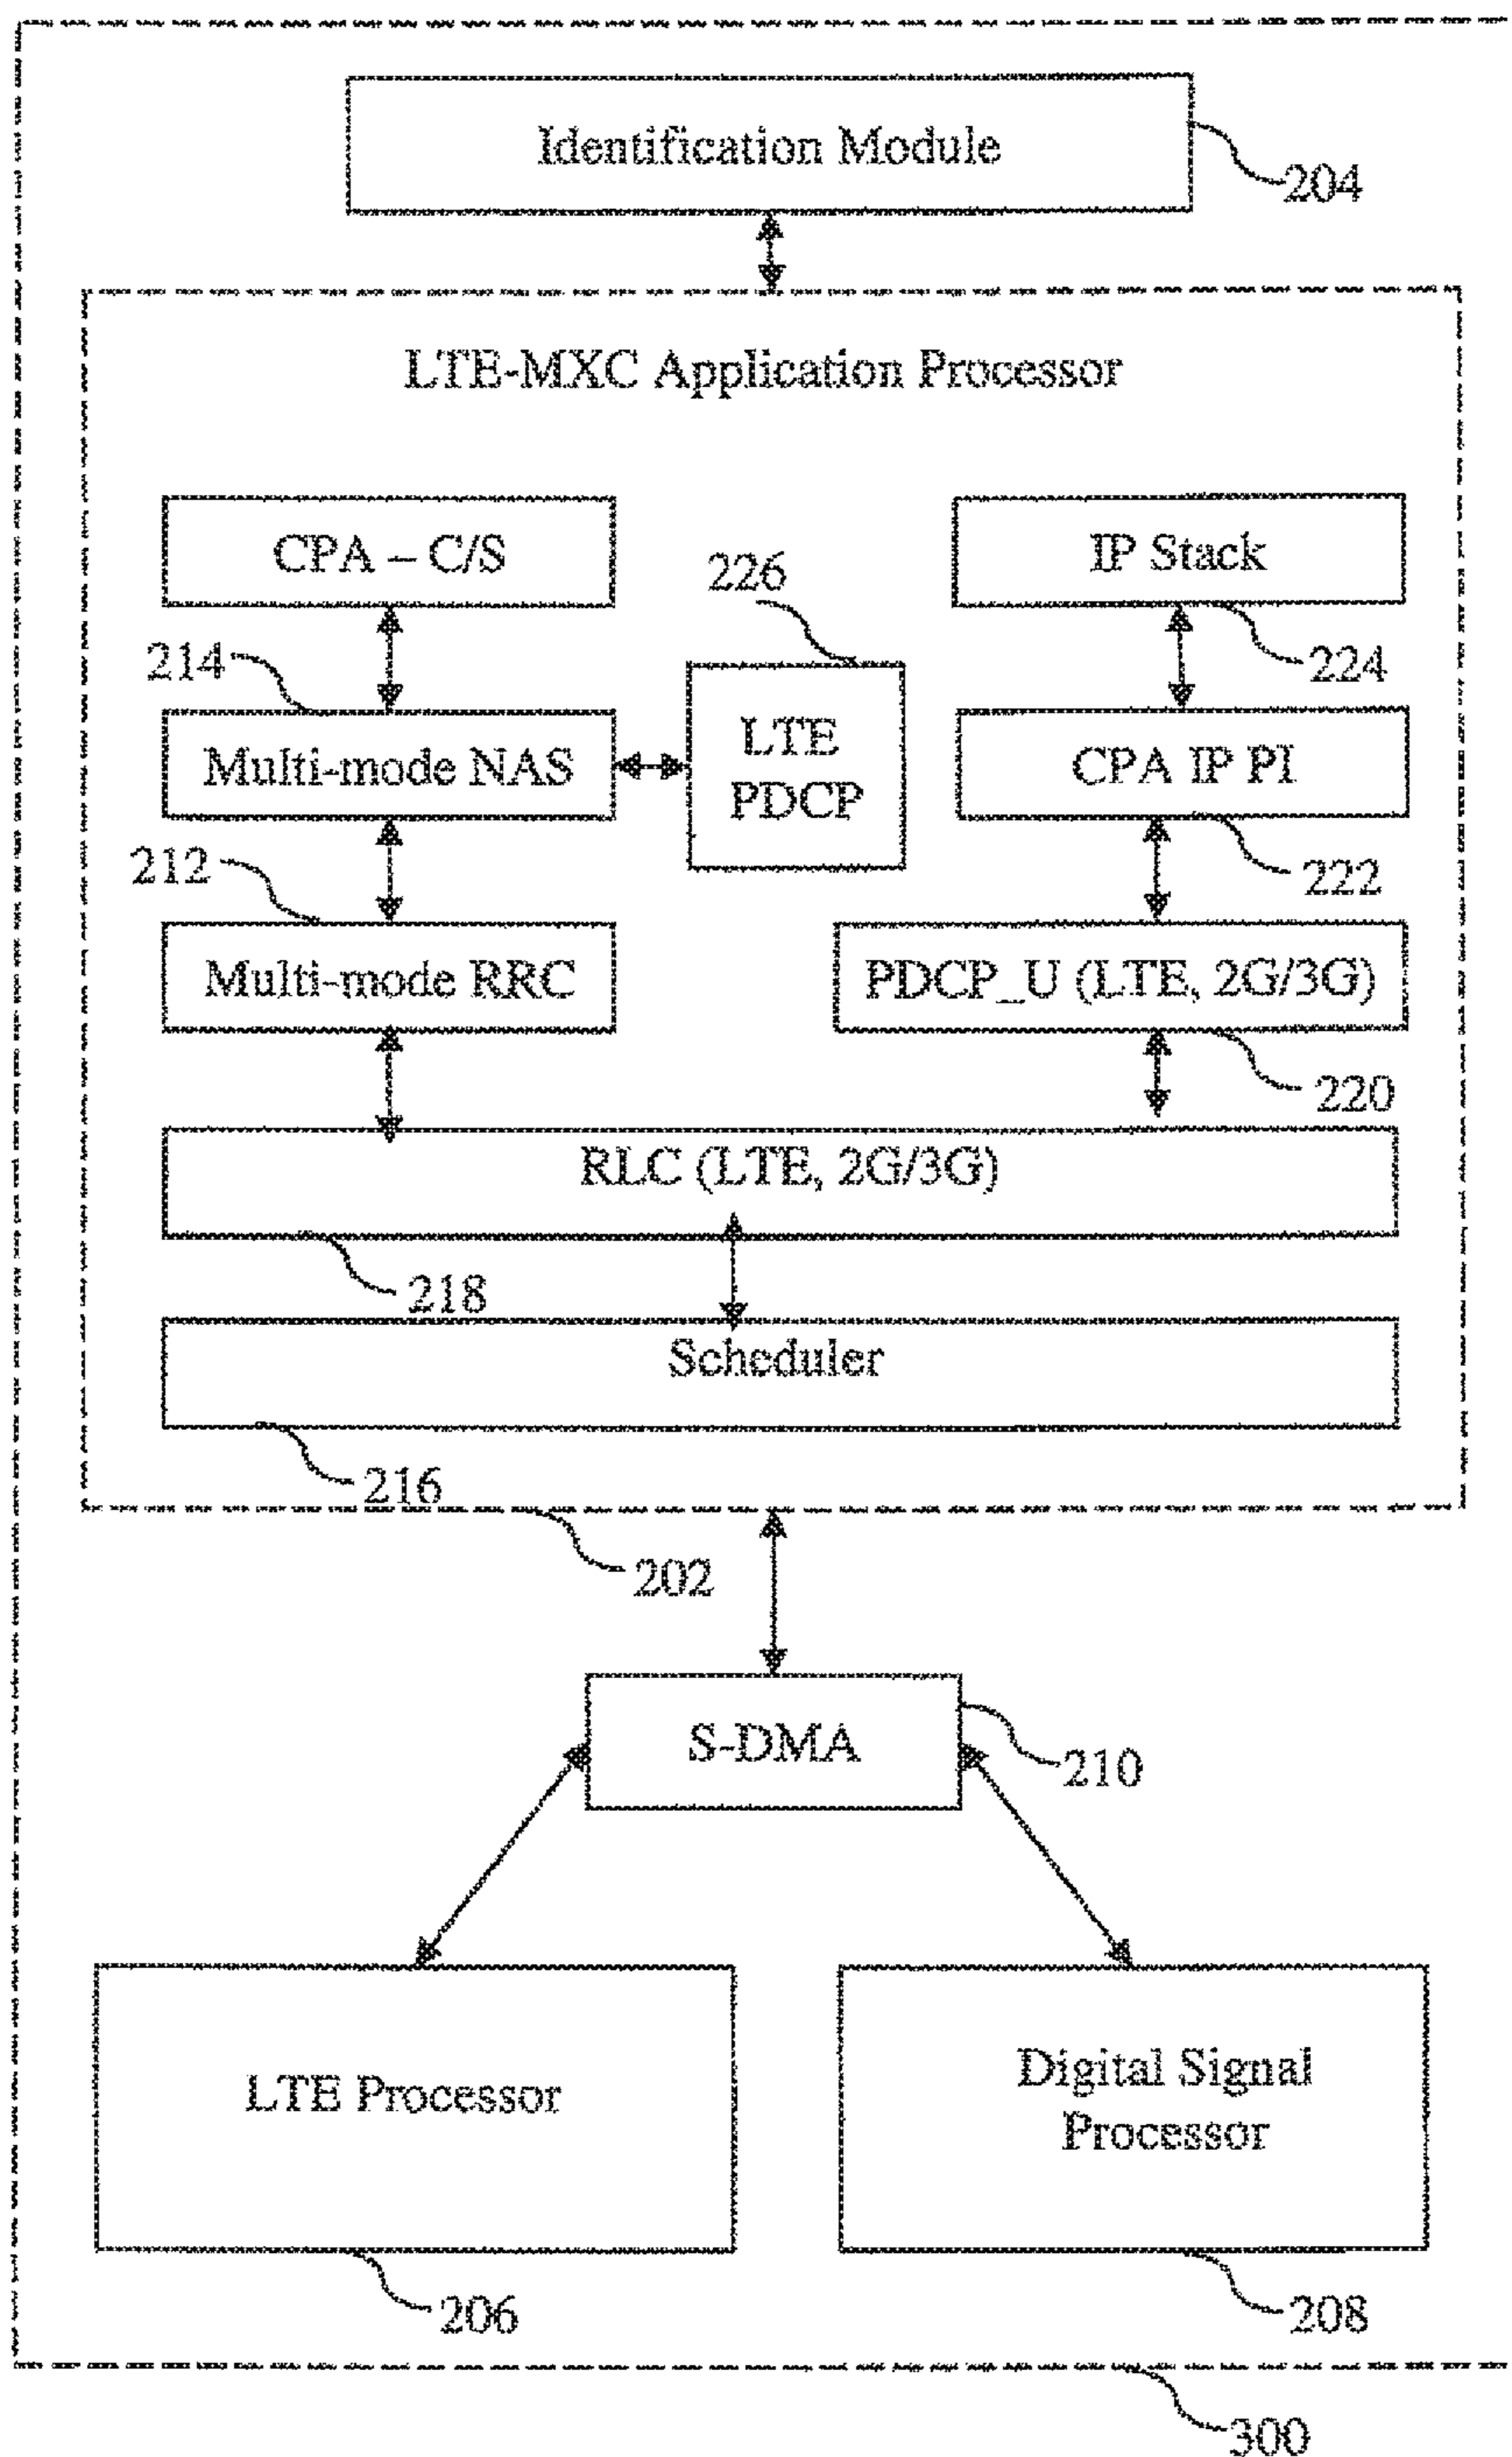 Identification Module
204
LTE-MXC Application Processor
CPA – C/S
IP Stack
226
214
224
Multi-mode NAS
LTE
PDCP
CPA IP PI
212
222
Multi-mode RRC
PDCP_U (LTE, 2G/3G)
220
RLC (LTE, 2G/3G)
218
Scheduler
216
202
S-DMA
210
LTE Processor
Digital Signal
Processor
206
208
300